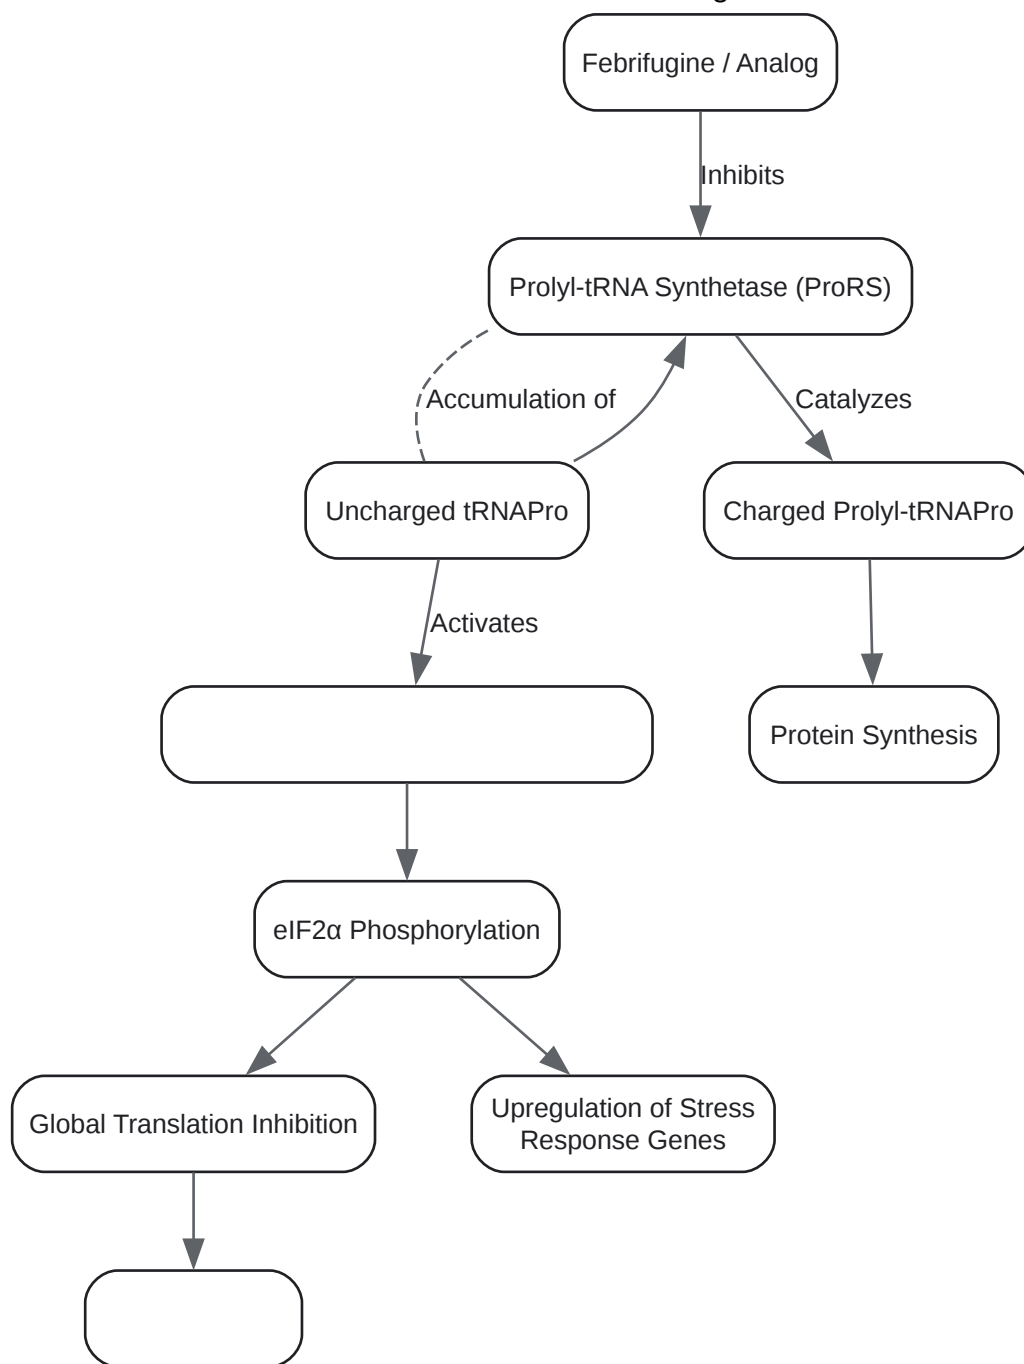 Febrifugine / Analog
Inhibits
Prolyl-tRNA Synthetase (ProRS)
Accumulation of
Catalyzes
Uncharged tRNAPro
Charged Prolyl-tRNAPro
Activates
Protein Synthesis
eIF2α Phosphorylation
Global Translation Inhibition
Upregulation of Stress
Response Genes